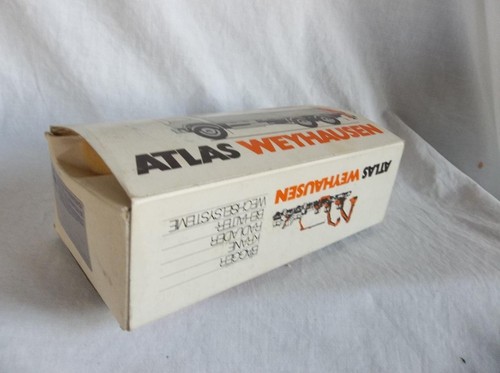 ATLAS WEYHAUSEN
ATLAS WEYHAUSEN
BAGGER
KRANE
RADLADER
BEHÄLTER
WECHSELSYSTEME